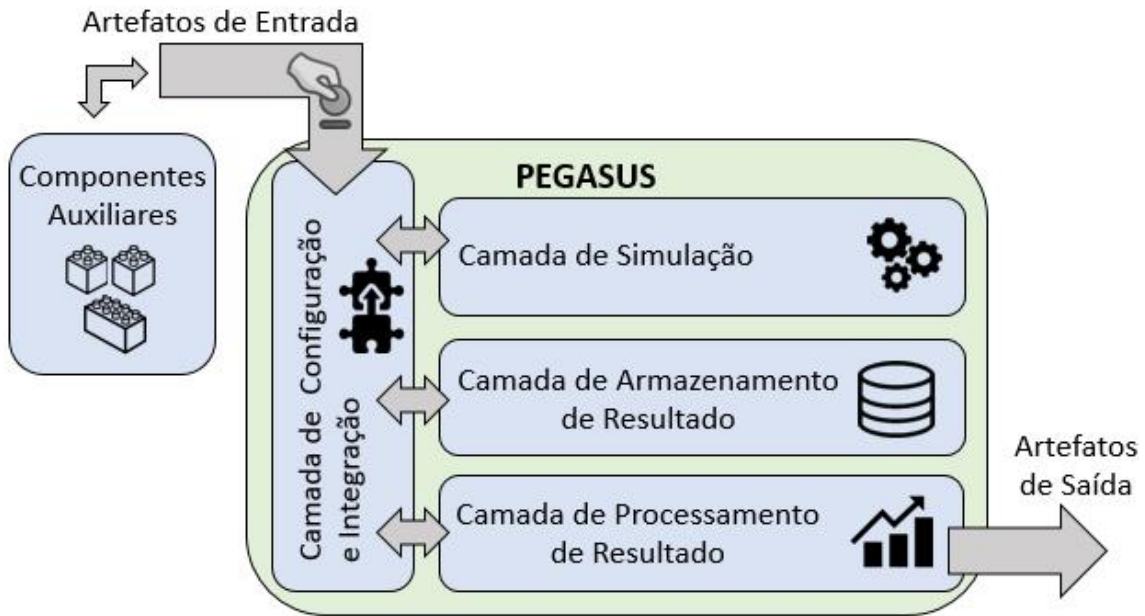 Artefatos de Entrada
Componentes
Auxiliares
PEGASUS
Camada de Configuração
e Integração
Camada de Simulação
Camada de Armazenamento
de Resultado
Camada de Processamento
de Resultado
Artefatos
de Saída